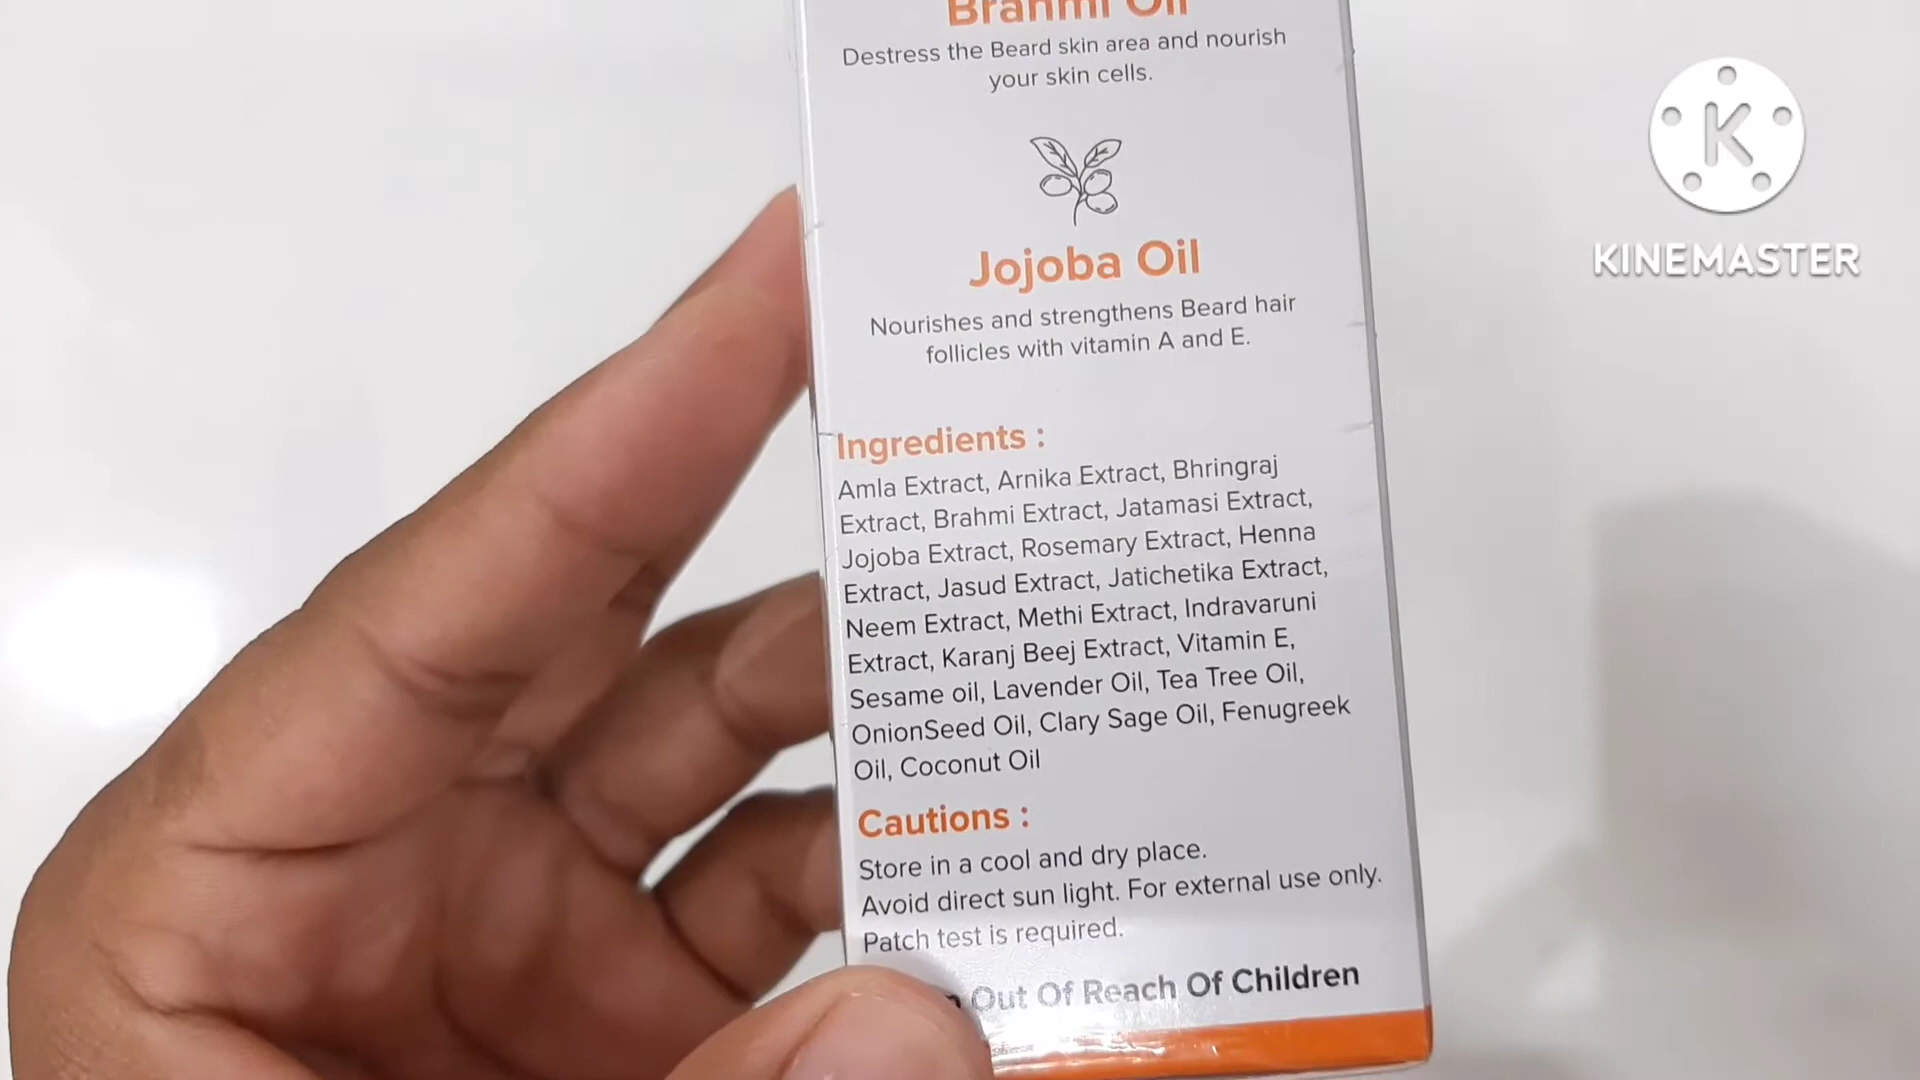 Brahmi Oil
Destress the Beard skin area and nourish
your skin cells.
K
KINEMASTER
Jojoba Oil
Nourishes and strengthens Beard hair
follicles with vitamin A and E.
Ingredients :
Amla Extract, Arnika Extract, Bhringraj
Extract, Brahmi Extract, Jatamasi Extract,
Jojoba Extract, Rosemary Extract, Henna
Extract, Jasud Extract, Jatichetika Extract,
Neem Extract, Methi Extract, Indravaruni
Extract, Karanj Beej Extract, Vitamin E,
Sesame oil, Lavender Oil, Tea Tree Oil,
OnionSeed Oil, Clary Sage Oil, Fenugreek
Oil, Coconut Oil
Cautions :
Store in a cool and dry place.
Avoid direct sun light. For external use only.
Patch test is required.
Out Of Reach Of Children